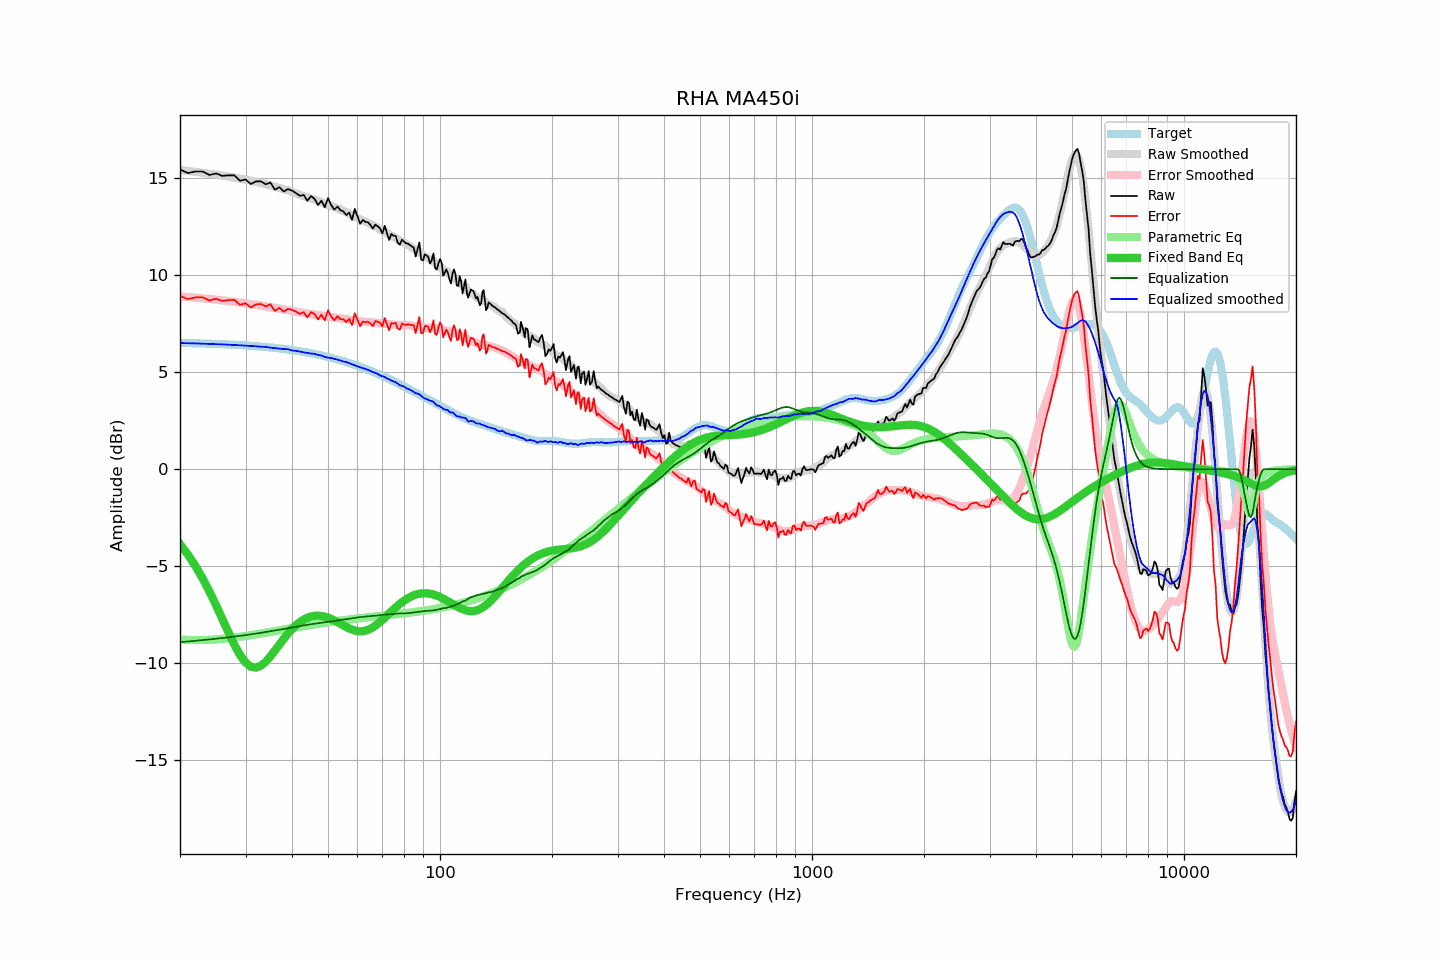 RHA MA450i
Target
Raw Smoothed
Error Smoothed
Raw
Error
Parametric Eq
Fixed Band Eq
Equalization
Equalized smoothed
Amplitude (dBr)
15
10
5
0
−5
−10
−15
100
1000
10000
Frequency (Hz)